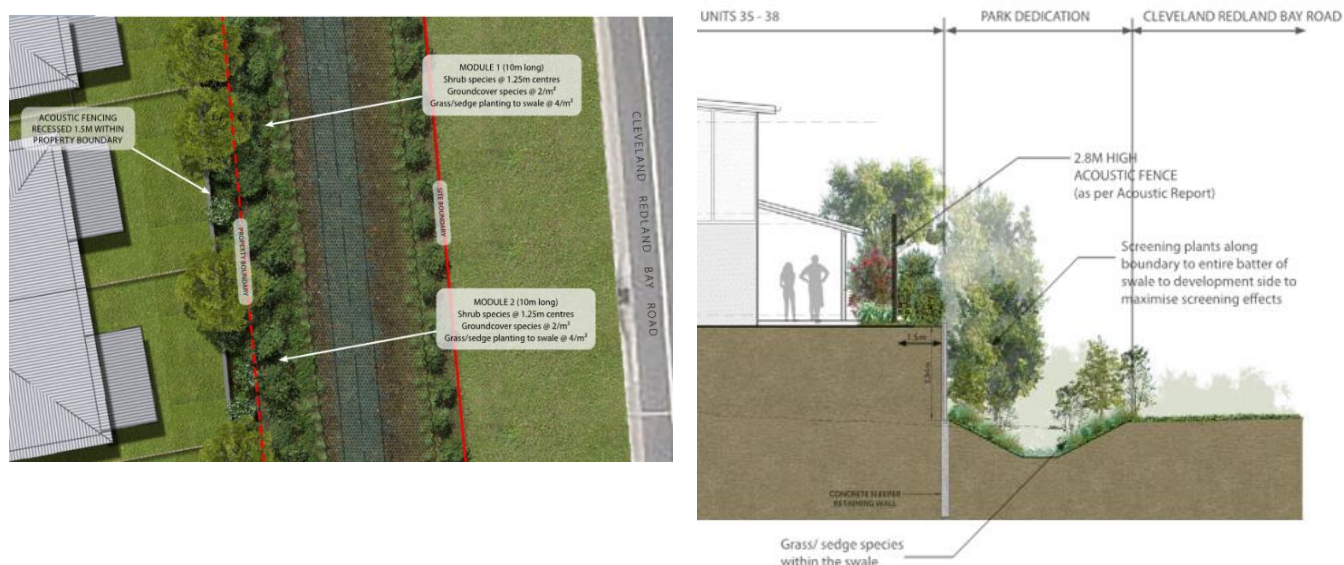 MODULE 1 (10m long)
Shrub species @ 1.25m centres
Groundcover species @ 2/m²
Grass/sedge planting to swale @ 4/m²
ACOUSTIC FENCING
RECESSED 1.5M WITHIN
PROPERTY BOUNDARY
PROPERTY BOUNDARY
SITE BOUNDARY
CLEVELAND REDLAND BAY ROAD
MODULE 2 (10m long)
Shrub species @ 1.25m centres
Groundcover species @ 2/m²
Grass/sedge planting to swale @ 4/m²
UNITS 35 - 38
PARK DEDICATION
CLEVELAND REDLAND BAY ROAD
2.8M HIGH
ACOUSTIC FENCE
(as per Acoustic Report)
Screening plants along
boundary to entire batter of
swale to development side to
maximise screening effects
1.5m
CONCRETE SLEEPER
RETAINING WALL
Grass/ sedge species
within the swale